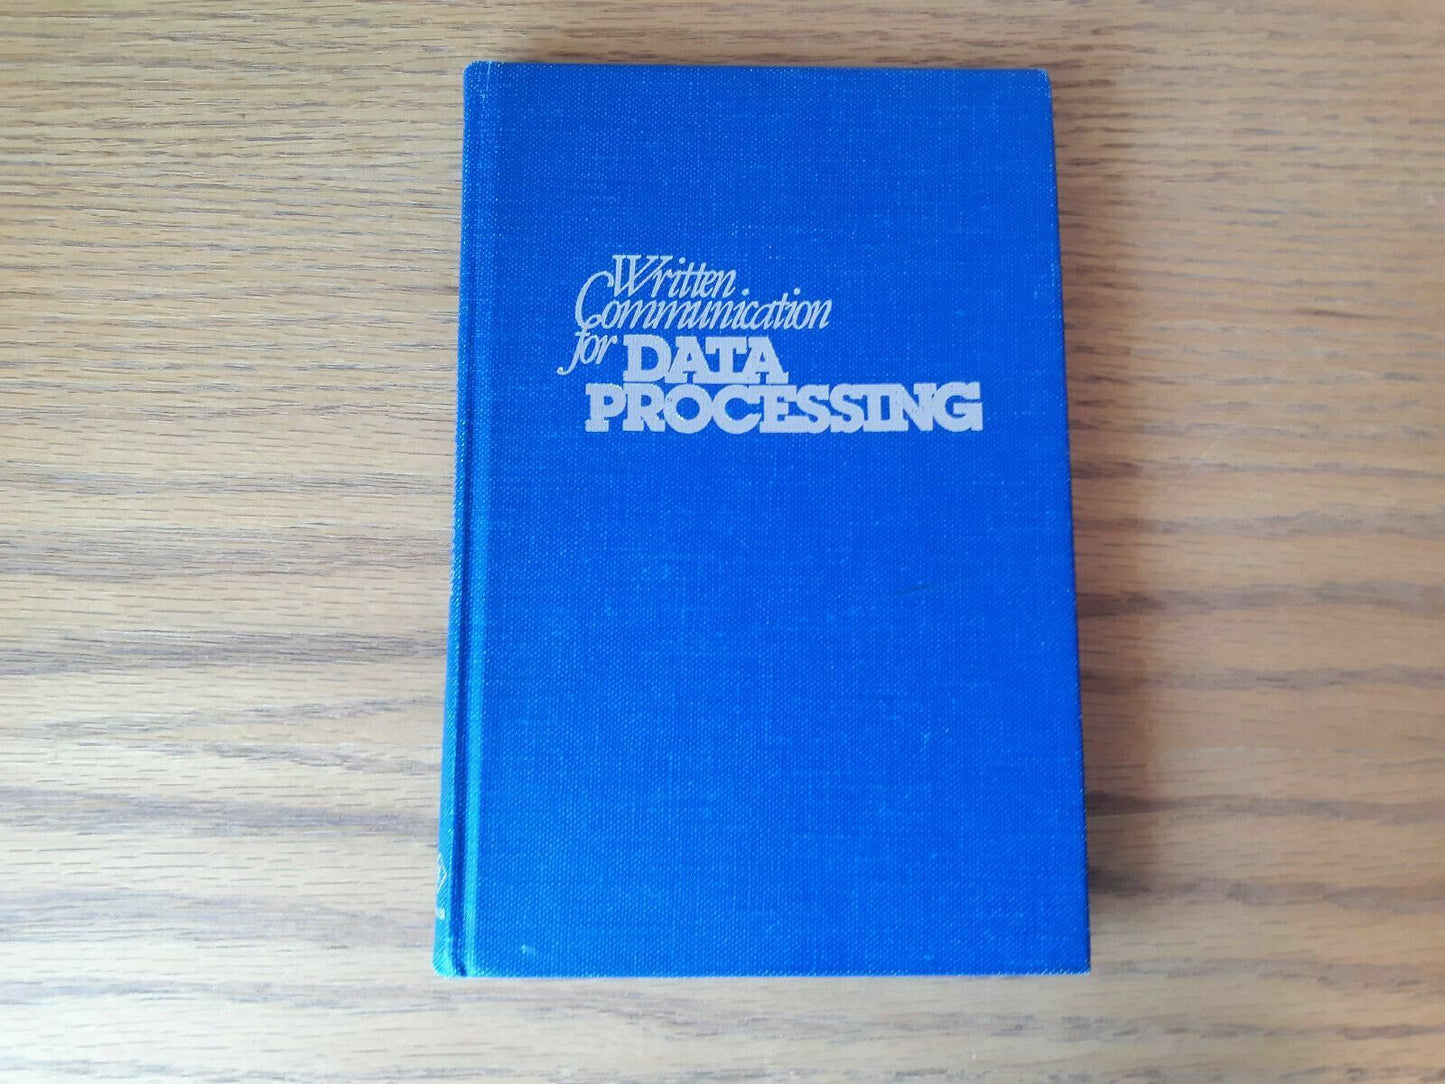 Written
Communication
for DATA
PROCESSING